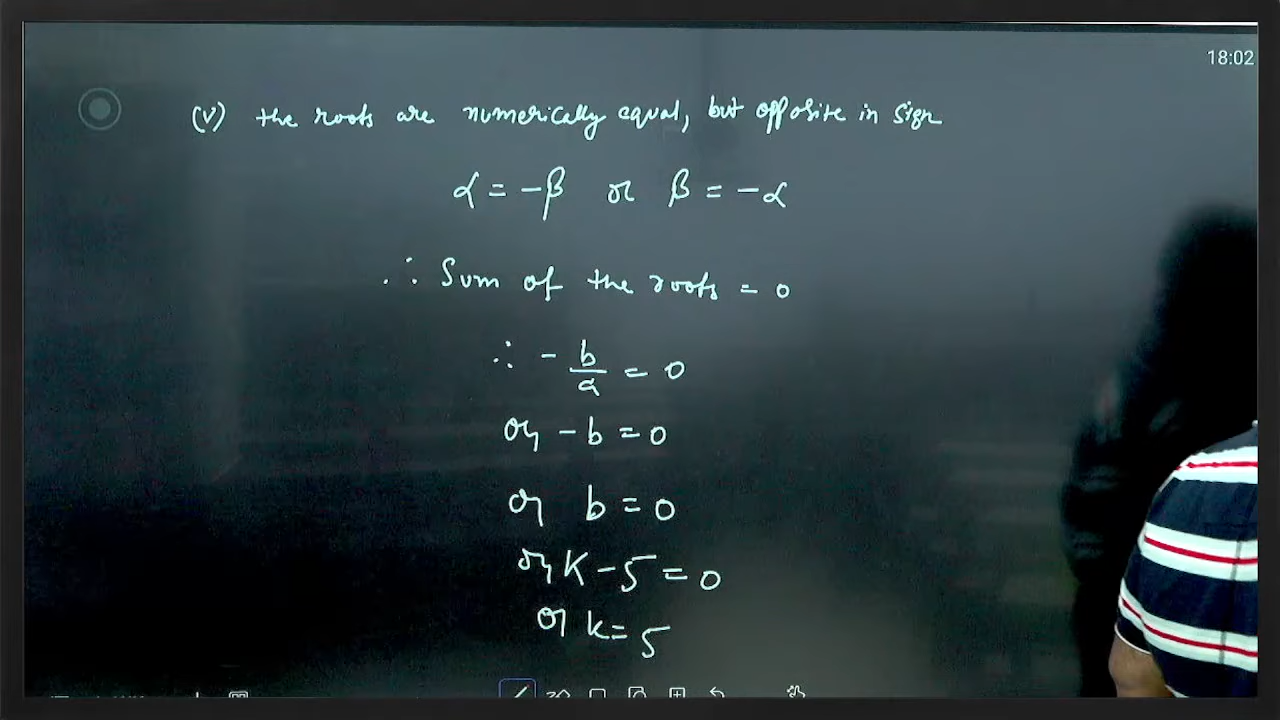 18:02
(v) the roots are numerically equal, but opposite in sign
α = -β or β = -α
∴ Sum of the roots = 0
∴ - b/a = 0
or, - b = 0
or, b = 0
or, K - 5 = 0
or, k = 5